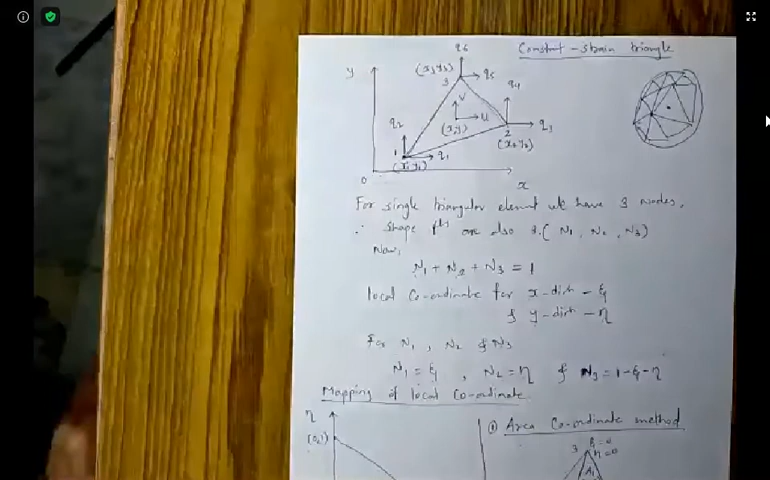 Constant-strain triangle
y
q6
(x3,y3)
3
q5
q4
v
u
(x,y)
q2
q3
2
(x2,y2)
1
q1
(x1,y1)
0
x
For single triangular element we have 3 nodes,
∴ shape fⁿs are also 3.( N1, N2, N3)
Now,
N1 + N2 + N3 = 1
local Co-ordinate for x-dirⁿ - ξ
& y-dirⁿ - η
For N1, N2 & N3
N1 = ξ , N2 = η & N3 = 1-ξ-η
Mapping of local Co-ordinate
η
(0,1)
① Area Co-ordinate method
3
η=0
A1